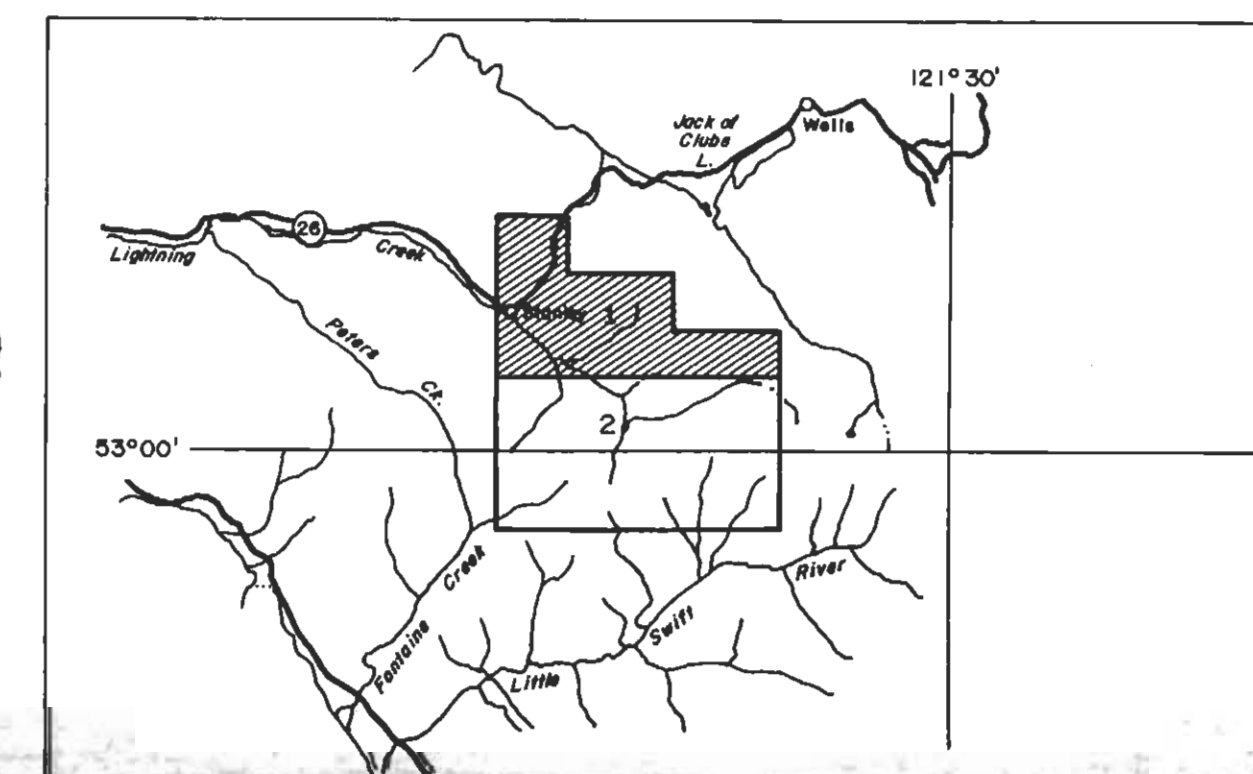 121° 30'
Wells
Jack of
Clubs
L.
26
Lightning
Creek
Stanley 1
Peters
Ck.
2
53°00'
Creek
Fontaine
River
Swift
Little